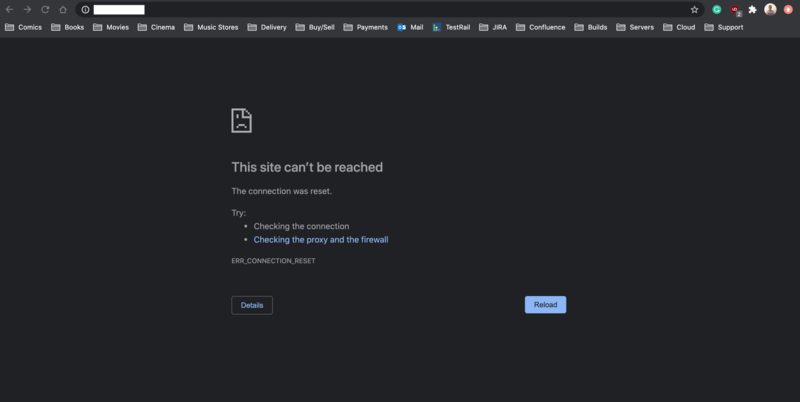 Comics Books Movies Cinema Music Stores Delivery Buy/Sell Payments Mail TestRail JIRA Confluence Builds Servers Cloud Support
This site can't be reached
The connection was reset.
Try:
• Checking the connection
• Checking the proxy and the firewall
ERR_CONNECTION_RESET
Details Reload